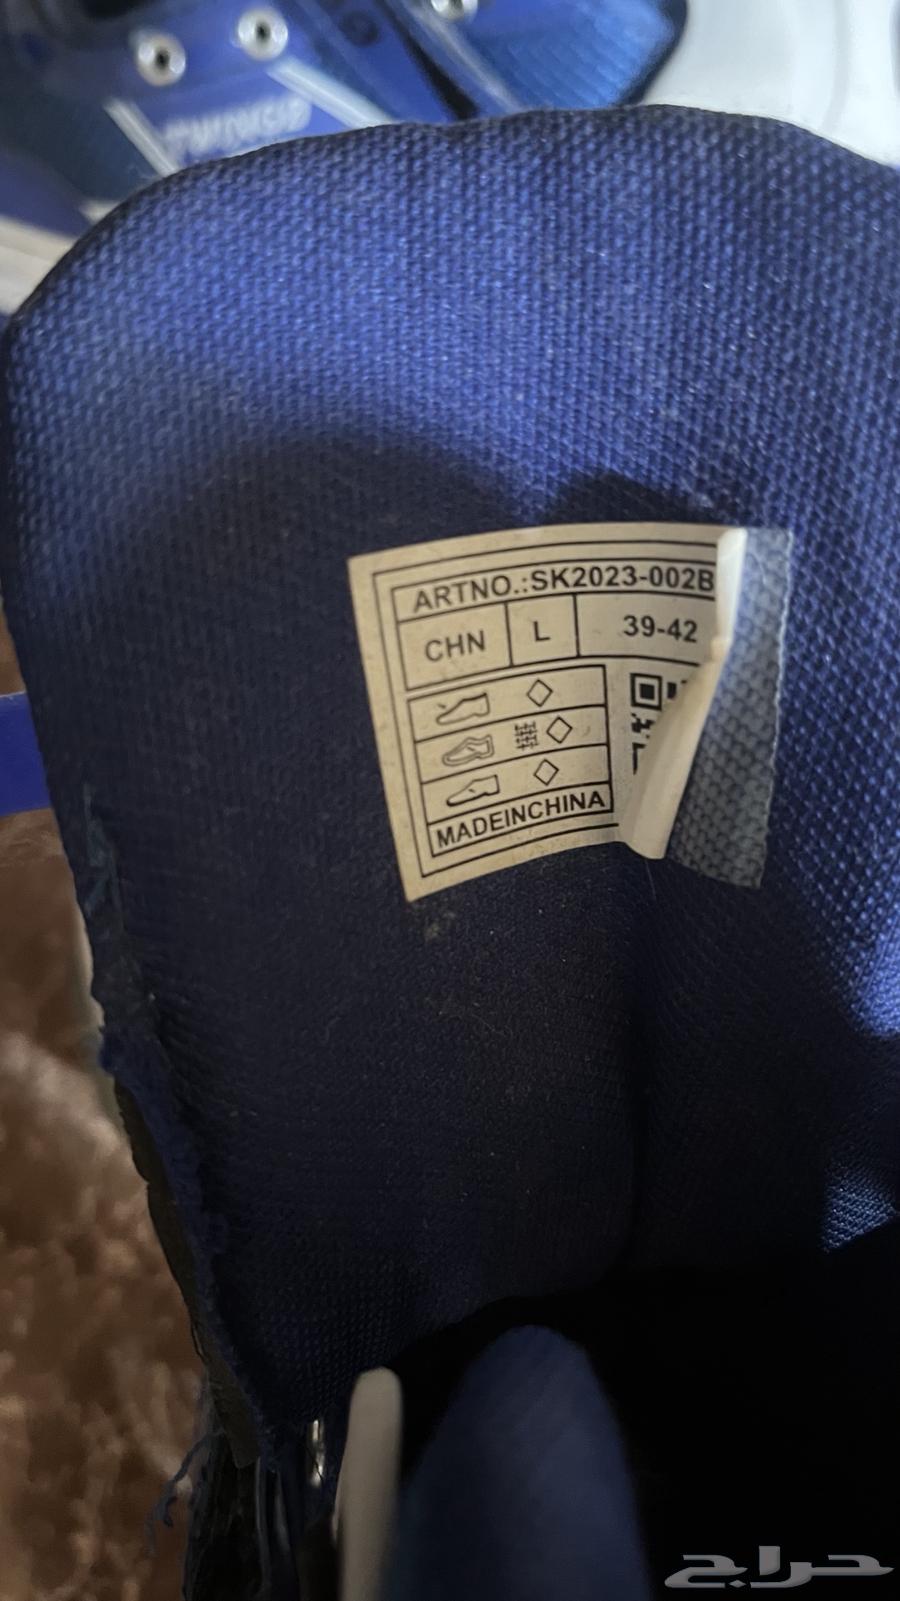 ARTNO.:SK2023-002B
CHN L 39-42
MADEINCHINA
حراج